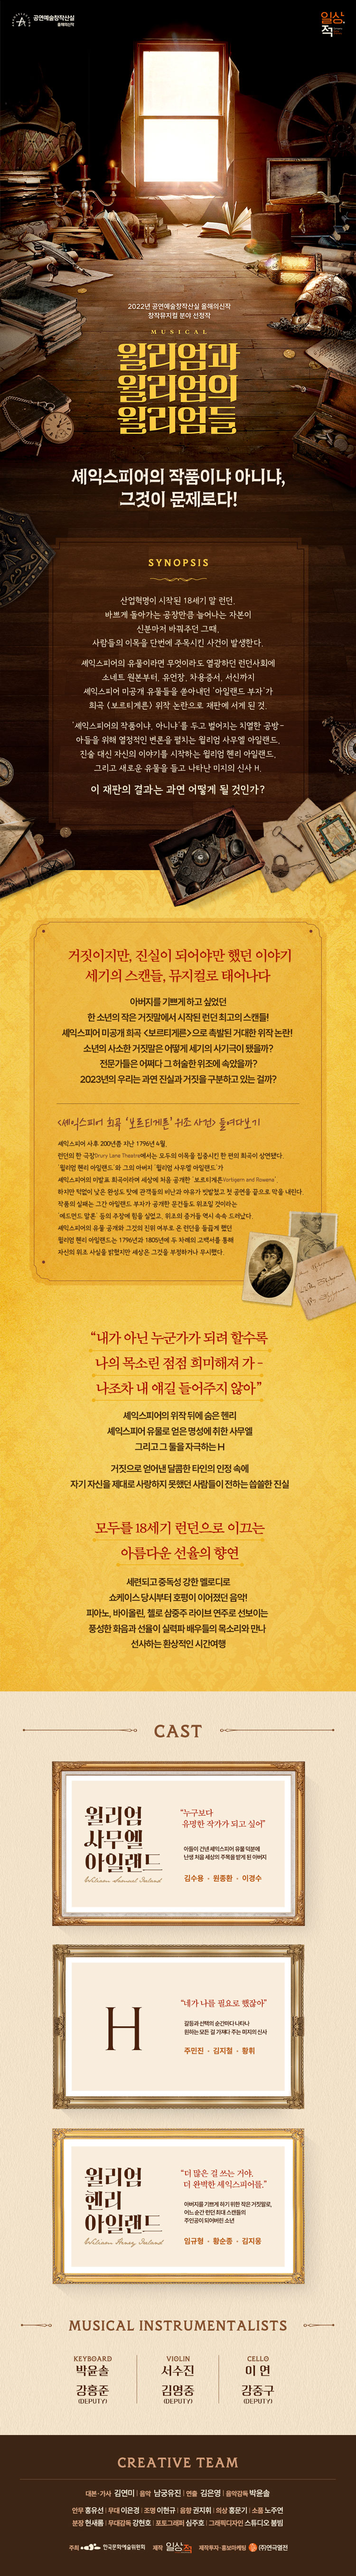 공연예술창작산실
올해의신작
일상
적
2022년 공연예술창작산실 올해의신작
창작뮤지컬 분야 선정작
MUSICAL
윌리엄과
윌리엄의
윌리엄들
셰익스피어의 작품이냐 아니냐,
그것이 문제로다!
SYNOPSIS
산업혁명이 시작된 18세기 말 런던.
바쁘게 돌아가는 공장만큼 늘어나는 자본이
신분마저 바꿔주던 그때,
사람들의 이목을 단번에 주목시킨 사건이 발생한다.
셰익스피어의 유물이라면 무엇이라도 열광하던 런던사회에
소네트 원본부터, 유언장, 차용증서, 서신까지
셰익스피어 미공개 유물들을 쏟아내던 '아일랜드 부자'가
희곡 <보르티게른> 위작 논란으로 재판에 서게 된 것.
'셰익스피어의 작품이냐, 아니냐'를 두고 벌어지는 치열한 공방-
아들을 위해 열정적인 변론을 펼치는 윌리엄 사무엘 아일랜드,
진술 대신 자신의 이야기를 시작하는 윌리엄 헨리 아일랜드,
그리고 새로운 유물을 들고 나타난 미지의 신사 H.
이 재판의 결과는 과연 어떻게 될 것인가?
거짓이지만, 진실이 되어야만 했던 이야기
세기의 스캔들, 뮤지컬로 태어나다
아버지를 기쁘게 하고 싶었던
한 소년의 작은 거짓말에서 시작된 런던 최고의 스캔들!
셰익스피어 미공개 희곡 <보르티게른>으로 촉발된 거대한 위작 논란!
소년의 사소한 거짓말은 어떻게 세기의 사기극이 됐을까?
전문가들은 어쩌다 그 허술한 위조에 속았을까?
2023년의 우리는 과연 진실과 거짓을 구분하고 있는 걸까?
<셰익스피어 희곡 '보르티게른' 위조 사건> 들여다보기
셰익스피어 사후 200년쯤 지난 1796년 4월.
런던의 한 극장Drury Lane Theatre에서는 모두의 이목을 집중시킨 한 편의 희곡이 상연됐다.
'윌리엄 헨리 아일랜드'와 그의 아버지 '윌리엄 사무엘 아일랜드'가
셰익스피어의 미발표 희곡이라며 세상에 처음 공개한 '보르티게른Vortigern and Rowena'.
하지만 턱없이 낮은 완성도 탓에 관객들의 비난과 야유가 빗발쳤고 첫 공연을 끝으로 막을 내린다.
작품의 실패는 그간 아일랜드 부자가 공개한 문건들도 위조일 것이라는
'에드먼드 말론' 등의 주장에 힘을 실었고, 위조의 증거들 역시 속속 드러났다.
셰익스피어의 유물 공개와 그것의 진위 여부로 온 런던을 들끓게 했던
윌리엄 헨리 아일랜드는 1796년과 1805년에 두 차례의 고백서를 통해
자신의 위조 사실을 밝혔지만 세상은 그것을 부정하거나 무시했다.
“내가 아닌 누군가가 되려 할수록
나의 목소린 점점 희미해져 가 -
나조차 내 얘길 들어주지 않아”
셰익스피어의 위작 뒤에 숨은 헨리
셰익스피어 유물로 얻은 명성에 취한 사무엘
그리고 그 둘을 자극하는 H
거짓으로 얻어낸 달콤한 타인의 인정 속에
자기 자신을 제대로 사랑하지 못했던 사람들이 전하는 씁쓸한 진실
모두를 18세기 런던으로 이끄는
아름다운 선율의 향연
세련되고 중독성 강한 멜로디로
쇼케이스 당시부터 호평이 이어졌던 음악!
피아노, 바이올린, 첼로 삼중주 라이브 연주로 선보이는
풍성한 화음과 선율이 실력파 배우들의 목소리와 만나
선사하는 환상적인 시간여행
CAST
윌리엄
사무엘
아일랜드
William Samuel Ireland
“누구보다
유명한 작가가 되고 싶어”
아들이 건넨 셰익스피어 유물 덕분에
난생 처음 세상의 주목을 받게 된 아버지
김수용 · 원종환 · 이경수
H
“네가 나를 필요로 했잖아”
갈등과 선택의 순간마다 나타나
원하는 모든 걸 가져다 주는 미지의 신사
주민진 · 김지철 · 황휘
윌리엄
헨리
아일랜드
William Henry Ireland
“더 많은 걸 쓰는 거야.
더 완벽한 셰익스피어를.”
아버지를 기쁘게 하기 위한 작은 거짓말로,
어느 순간 런던 최대 스캔들의
주인공이 되어버린 소년
임규형 · 황순종 · 김지웅
MUSICAL INSTRUMENTALISTS
KEYBOARD
박윤솔
강홍준
(DEPUTY)
VIOLIN
서수진
김영중
(DEPUTY)
CELLO
이 연
강중구
(DEPUTY)
CREATIVE TEAM
대본·가사 김연미 | 음악 남궁유진 | 연출 김은영 | 음악감독 박윤솔
안무 홍유선 | 무대 이은경 | 조명 이현규 | 음향 권지휘 | 의상 홍문기 | 소품 노주연
분장 현새롬 | 무대감독 강현호 | 포토그래퍼 심주호 | 그래픽디자인 스튜디오 붐빔
주최 한국문화예술위원회 제작 일상적 제작투자·홍보마케팅 (주)연극열전